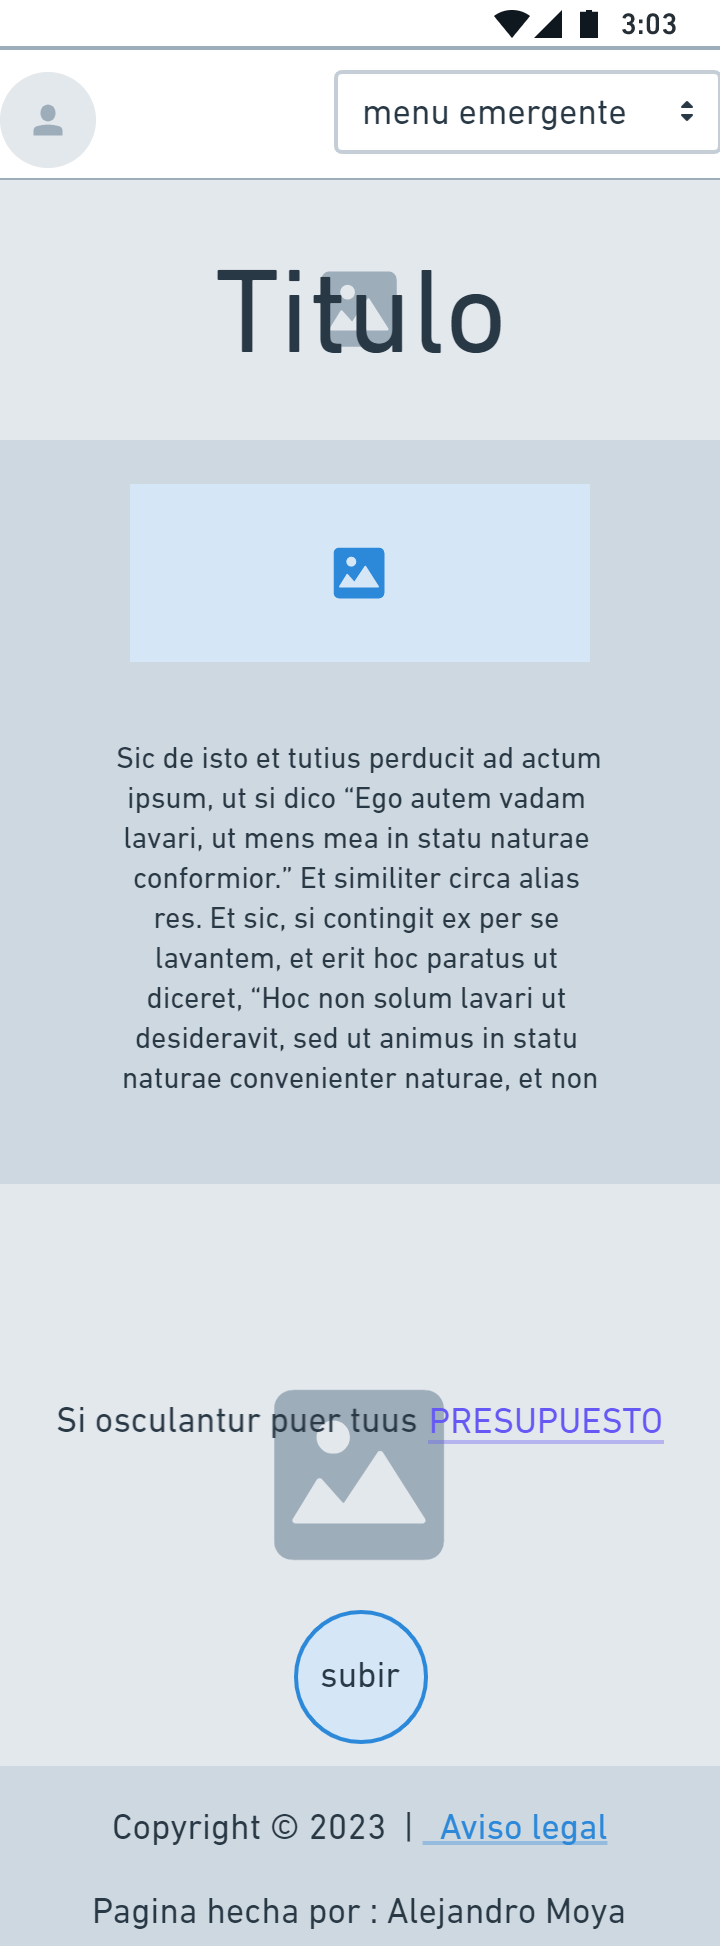 3:03
menu emergente
Titulo
Sic de isto et tutius perducit ad actum
ipsum, ut si dico “Ego autem vadam
lavari, ut mens mea in statu naturae
conformior.” Et similiter circa alias
res. Et sic, si contingit ex per se
lavantem, et erit hoc paratus ut
diceret, “Hoc non solum lavari ut
desideravit, sed ut animus in statu
naturae convenienter naturae, et non
Si osculantur puer tuus PRESUPUESTO
subir
Copyright © 2023 | Aviso legal
Pagina hecha por : Alejandro Moya